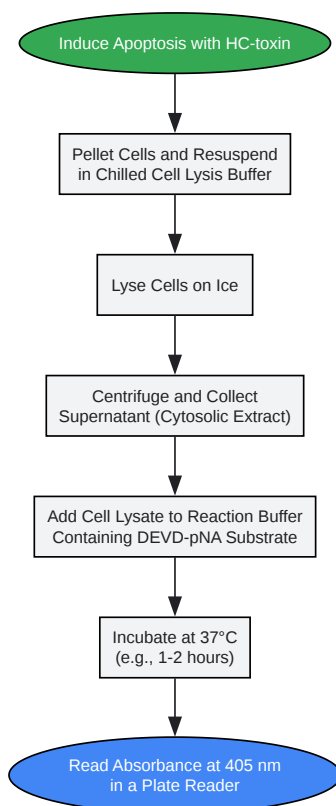 Induce Apoptosis with HC-toxin
Pellet Cells and Resuspend
in Chilled Cell Lysis Buffer
Lyse Cells on Ice
Centrifuge and Collect
Supernatant (Cytosolic Extract)
Add Cell Lysate to Reaction Buffer
Containing DEVD-pNA Substrate
Incubate at 37°C
(e.g., 1-2 hours)
Read Absorbance at 405 nm
in a Plate Reader